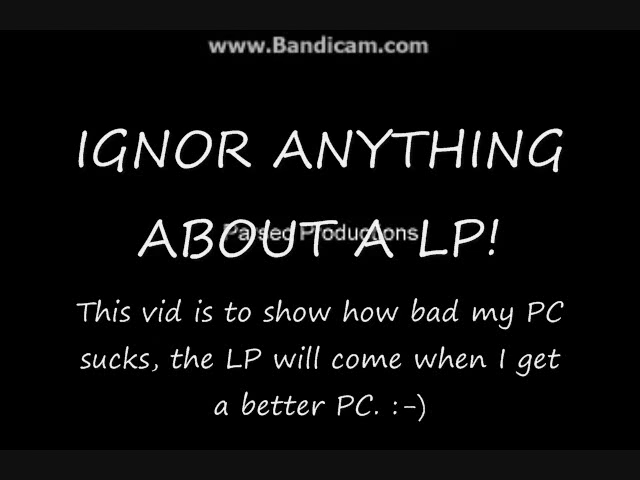 www.Bandicam.com
IGNOR ANYTHING
ABOUT A LP!
Parsec Productions
This vid is to show how bad my PC
sucks, the LP will come when I get
a better PC. :-)